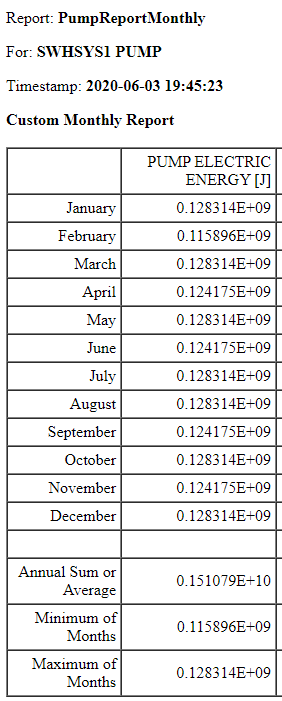 Report: PumpReportMonthly
For: SWHSYS1 PUMP
Timestamp: 2020-06-03 19:45:23
Custom Monthly Report
PUMP ELECTRIC
ENERGY [J]
January 0.128314E+09
February 0.115896E+09
March 0.128314E+09
April 0.124175E+09
May 0.128314E+09
June 0.124175E+09
July 0.128314E+09
August 0.128314E+09
September 0.124175E+09
October 0.128314E+09
November 0.124175E+09
December 0.128314E+09
Annual Sum or
Average 0.151079E+10
Minimum of
Months 0.115896E+09
Maximum of
Months 0.128314E+09